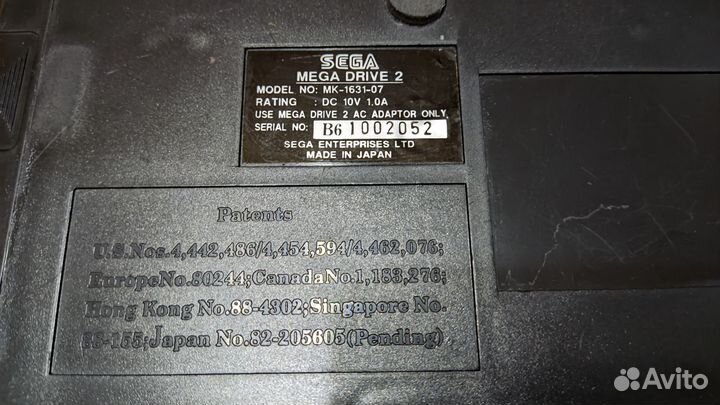 SEGA
MEGA DRIVE 2
MODEL NO: MK-1631-07
RATING : DC 10V 1.0A
USE MEGA DRIVE 2 AC ADAPTOR ONLY
SERIAL NO: B6 1002052
SEGA ENTERPRISES LTD
MADE IN JAPAN
Patents
U.S.Nos.4,442,486/4,454,594/4,462,076;
EuropeNo.80244;CanadaNo.1,183,276;
Hong Kong No.88-4302;Singapore No.
88-155;Japan No.82-205605(Pending)
Avito